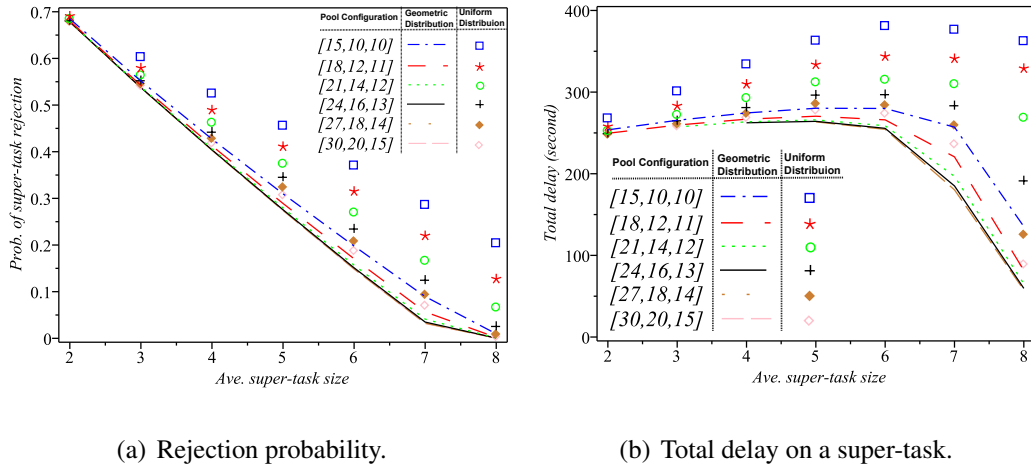 0.7
0.6
0.5
0.4
0.3
0.2
0.1
0
2 3 4 5 6 7 8
Prob. of super-task rejection
Ave. super-task size
Pool Configuration Geometric Distribution Uniform Distribuion
[15,10,10]
[18,12,11]
[21,14,12]
[24,16,13]
[27,18,14]
[30,20,15]
400
300
200
100
0
2 3 4 5 6 7 8
Total delay (second)
Ave. super-task size
Pool Configuration Geometric Distribution Uniform Distribuion
[15,10,10]
[18,12,11]
[21,14,12]
[24,16,13]
[27,18,14]
[30,20,15]
(a) Rejection probability.
(b) Total delay on a super-task.